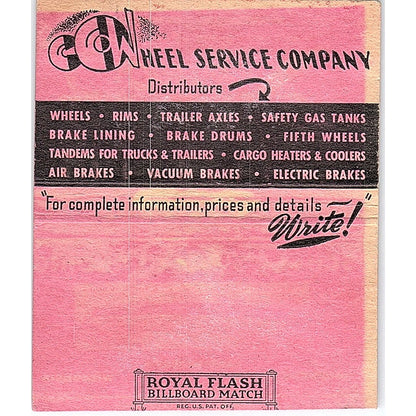 CGW HEEL SERVICE COMPANY
Distributors
WHEELS • RIMS • TRAILER AXLES • SAFETY GAS TANKS
BRAKE LINING • BRAKE DRUMS • FIFTH WHEELS
TANDEMS FOR TRUCKS & TRAILERS • CARGO HEATERS & COOLERS
AIR BRAKES • VACUUM BRAKES • ELECTRIC BRAKES
"For complete information, prices and details ~
Write!"
ROYAL FLASH
BILLBOARD MATCH
REG. U.S. PAT. OFF.